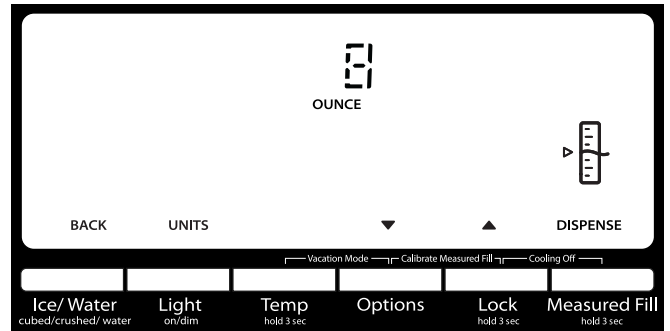 8
OUNCE
BACK UNITS ▼ ▲ DISPENSE
Vacation Mode Calibrate Measured Fill Cooling Off
Ice/ Water Light Temp Options Lock Measured Fill
cubed/crushed/ water on/dim hold 3 sec hold 3 sec hold 3 sec